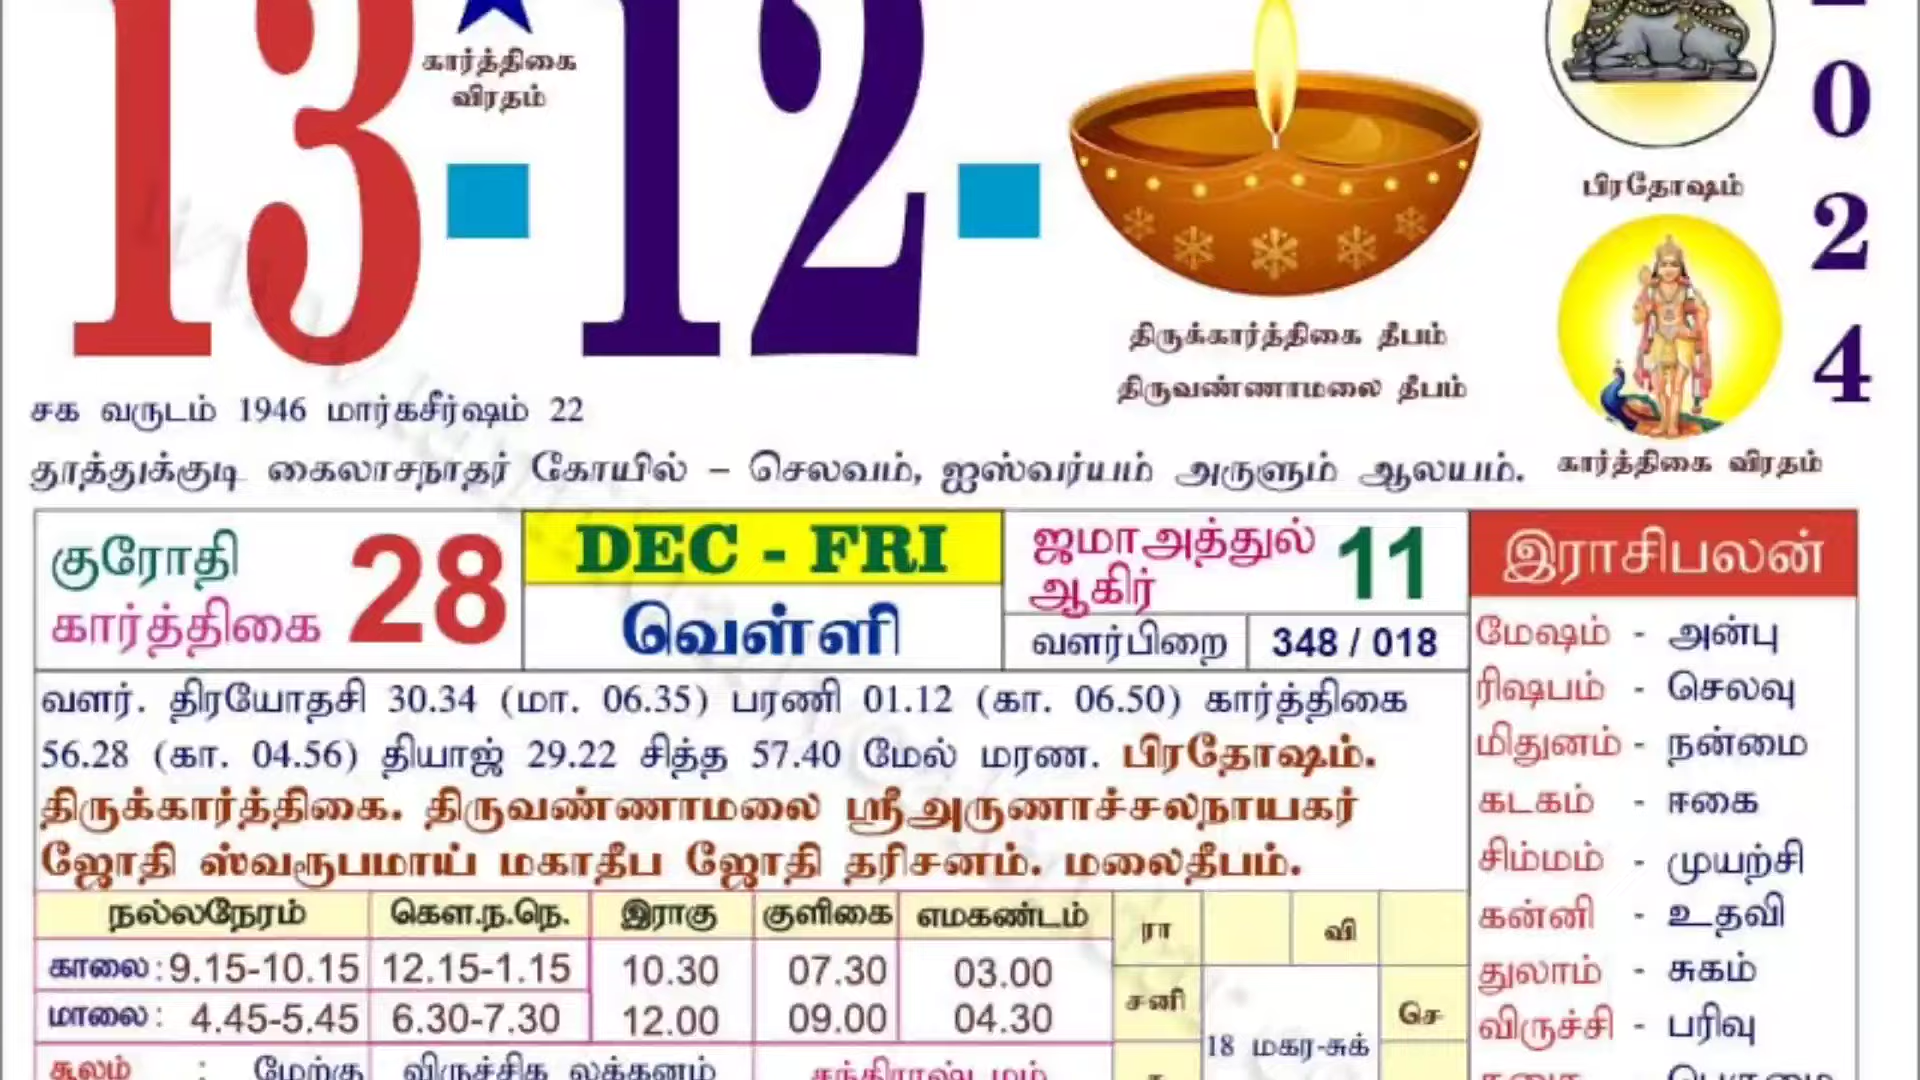 13 - 12 - 2024
கார்த்திகை
விரதம்
பிரதோஷம்
திருக்கார்த்திகை தீபம்
திருவண்ணாமலை தீபம்
கார்த்திகை விரதம்
சக வருடம் 1946 மார்கசீர்ஷம் 22
தூத்துக்குடி கைலாசநாதர் கோயில் – செலவம், ஐஸ்வர்யம் அருளும் ஆலயம்.
குரோதி
கார்த்திகை 28
DEC - FRI
வெள்ளி
ஜமாஅத்துல்
ஆகிர் 11
வளர்பிறை 348 / 018
வளர். திரயோதசி 30.34 (மா. 06.35) பரணி 01.12 (கா. 06.50) கார்த்திகை
56.28 (கா. 04.56) தியாஜ் 29.22 சித்த 57.40 மேல் மரண. பிரதோஷம்.
திருக்கார்த்திகை. திருவண்ணாமலை ஸ்ரீஅருணாச்சலநாயகர்
ஜோதி ஸ்வரூபமாய் மகாதீப ஜோதி தரிசனம். மலைதீபம்.
நல்லநேரம் கௌ.ந.நெ. இராகு குளிகை எமகண்டம்
காலை : 9.15-10.15 12.15-1.15 10.30 07.30 03.00
மாலை : 4.45-5.45 6.30-7.30 12.00 09.00 04.30
சூலம் : மேற்கு விருச்சிக லக்கனம் சந்திராஷ்டமம்
ரா வி
சனி செ
18 மகர-சுக்
இராசிபலன்
மேஷம் - அன்பு
ரிஷபம் - செலவு
மிதுனம் - நன்மை
கடகம் - ஈகை
சிம்மம் - முயற்சி
கன்னி - உதவி
துலாம் - சுகம்
விருச்சி - பரிவு